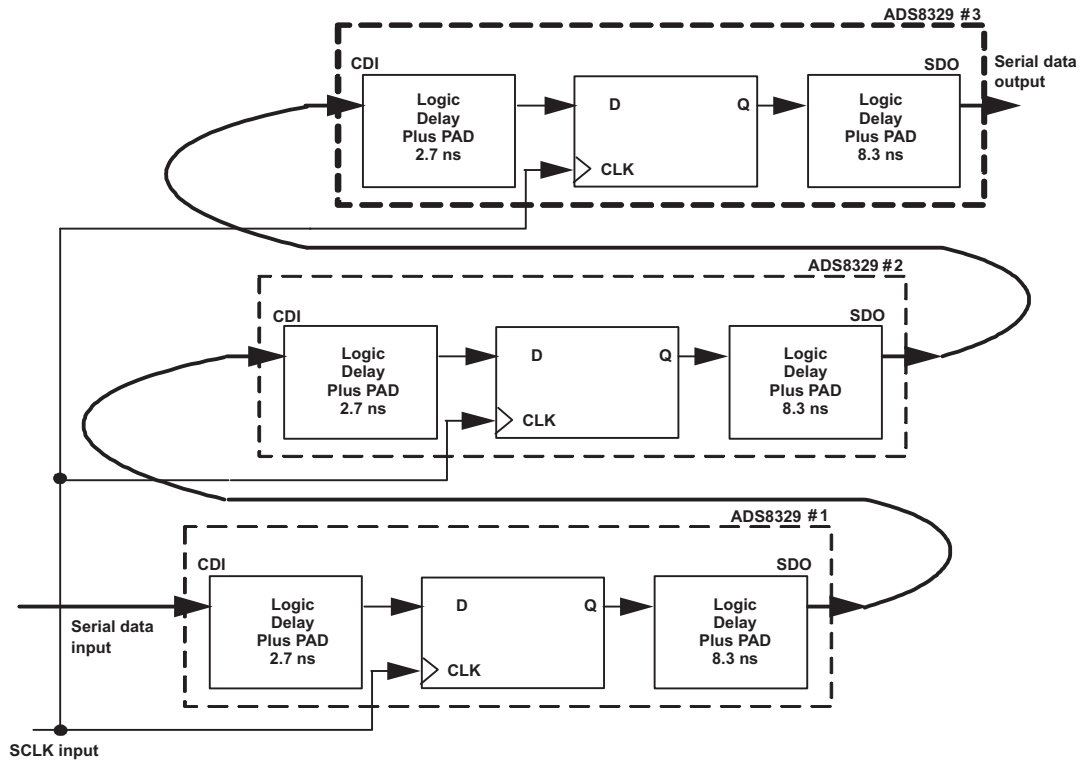 ADS8329 #3
CDI
SDO
Serial data
output
Logic
Delay
Plus PAD
2.7 ns
D
Q
CLK
Logic
Delay
Plus PAD
8.3 ns
ADS8329 #2
CDI
SDO
Logic
Delay
Plus PAD
2.7 ns
D
Q
CLK
Logic
Delay
Plus PAD
8.3 ns
ADS8329 #1
CDI
SDO
Serial data
input
Logic
Delay
Plus PAD
2.7 ns
D
Q
CLK
Logic
Delay
Plus PAD
8.3 ns
SCLK input